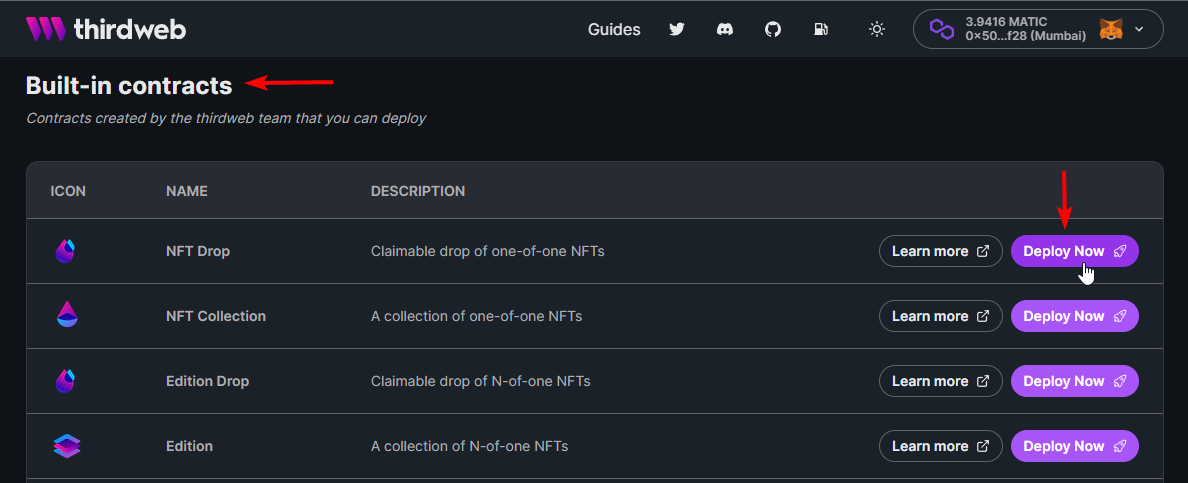 thirdweb
Guides
3.9416 MATIC
0×50...f28 (Mumbai)
Built-in contracts
Contracts created by the thirdweb team that you can deploy
ICON NAME DESCRIPTION
NFT Drop Claimable drop of one-of-one NFTs Learn more Deploy Now
NFT Collection A collection of one-of-one NFTs Learn more Deploy Now
Edition Drop Claimable drop of N-of-one NFTs Learn more Deploy Now
Edition A collection of N-of-one NFTs Learn more Deploy Now